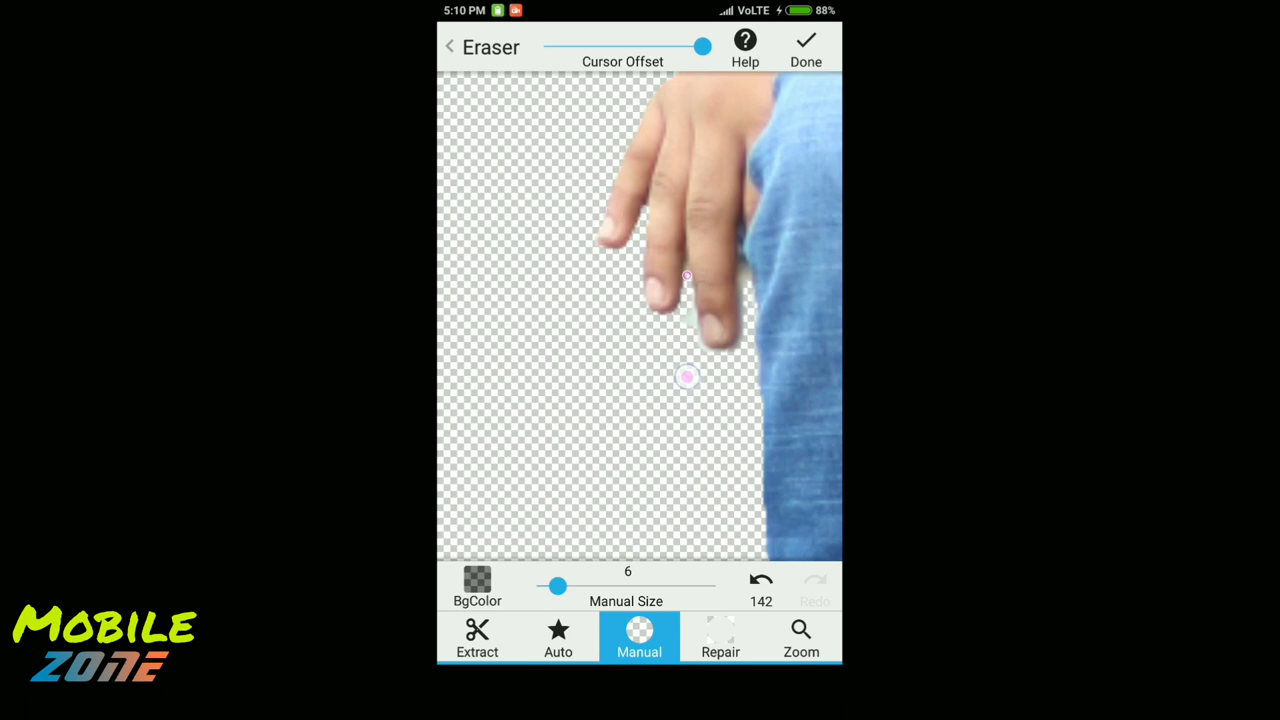 5:10 PM VoLTE 88%
Eraser Cursor Offset Help Done
6
BgColor Manual Size 142 Redo
Extract Auto Manual Repair Zoom
MOBILE
ZONE